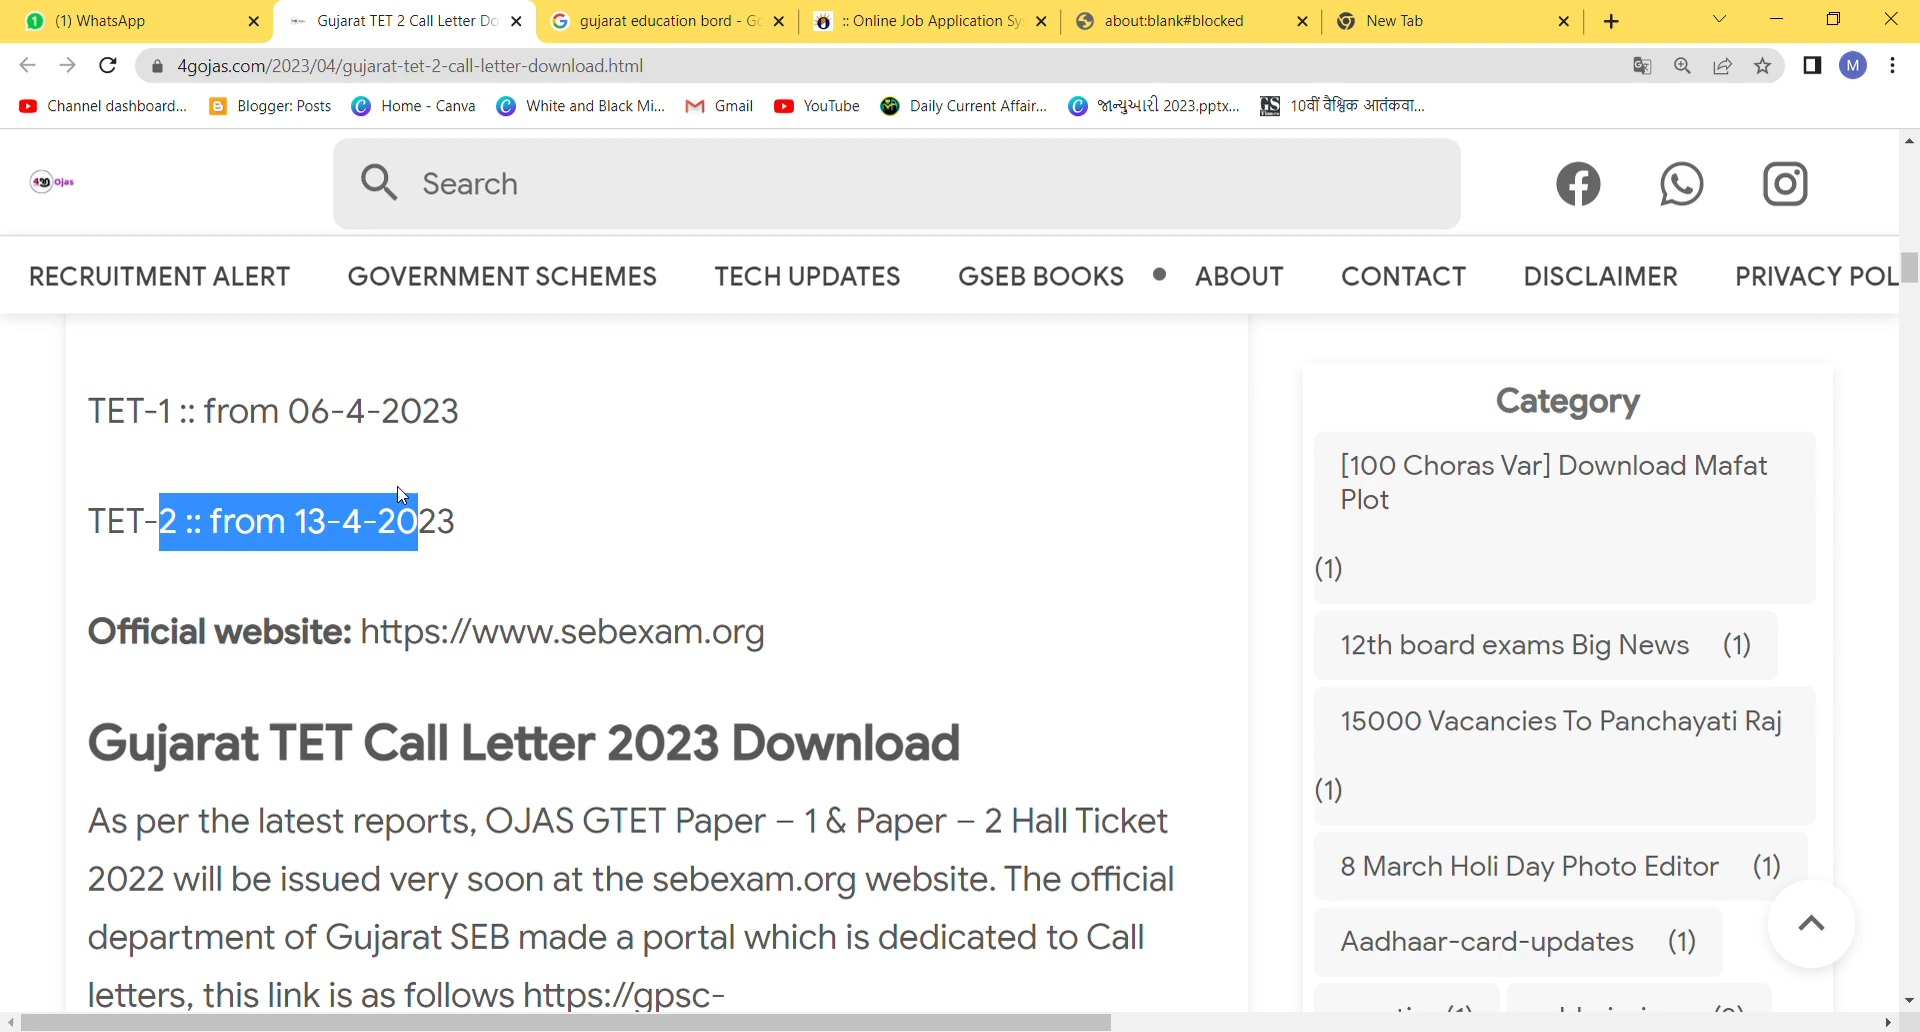 (1) WhatsApp
Gujarat TET 2 Call Letter Do
gujarat education bord - Go
:: Online Job Application Sy
about:blank#blocked
New Tab
4gojas.com/2023/04/gujarat-tet-2-call-letter-download.html
M
Channel dashboard...
Blogger: Posts
Home - Canva
White and Black Mi...
Gmail
YouTube
Daily Current Affair...
જાન્યુઆરી 2023.pptx...
10वीं वैश्विक आतंकवा...
Ojas
Search
RECRUITMENT ALERT
GOVERNMENT SCHEMES
TECH UPDATES
GSEB BOOKS
ABOUT
CONTACT
DISCLAIMER
PRIVACY POL
TET-1 :: from 06-4-2023
TET-2 :: from 13-4-2023
Official website: https://www.sebexam.org
Gujarat TET Call Letter 2023 Download
As per the latest reports, OJAS GTET Paper – 1 & Paper – 2 Hall Ticket
2022 will be issued very soon at the sebexam.org website. The official
department of Gujarat SEB made a portal which is dedicated to Call
letters, this link is as follows https://gpsc-
Category
[100 Choras Var] Download Mafat
Plot
(1)
12th board exams Big News (1)
15000 Vacancies To Panchayati Raj
(1)
8 March Holi Day Photo Editor (1)
Aadhaar-card-updates (1)